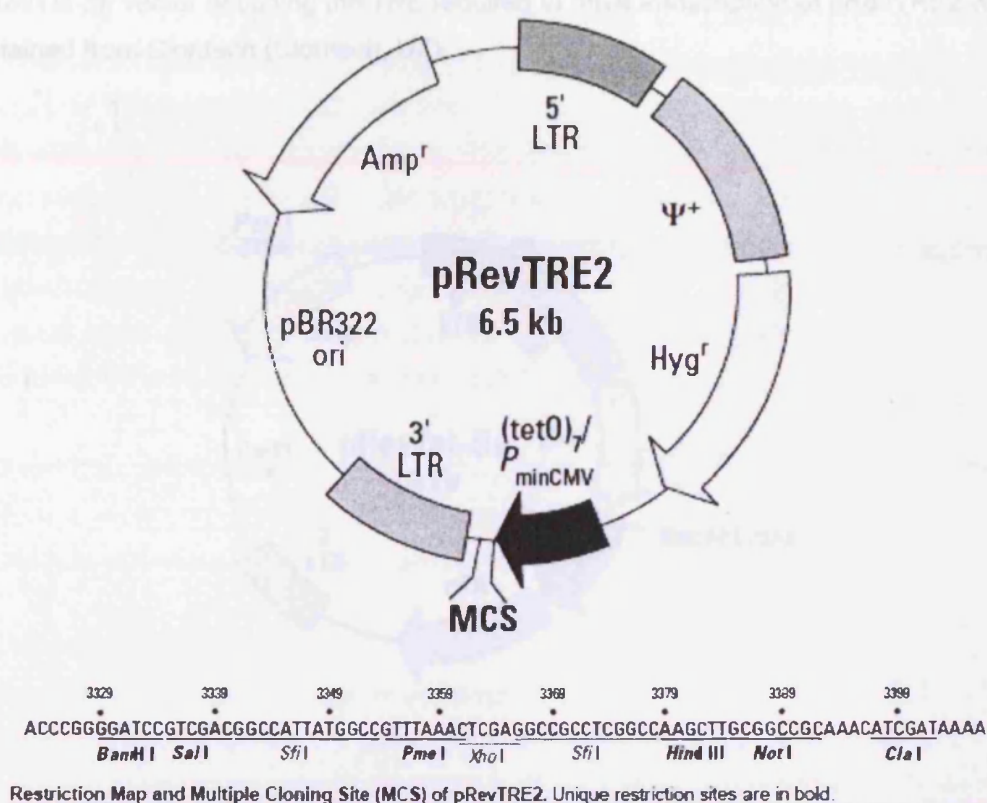 5'
LTR
Ampʳ
Ψ⁺
pRevTRE2
6.5 kb
pBR322
ori
Hygʳ
(tetO)₇/
P minCMV
3'
LTR
MCS
3329 3339 3349 3359 3369 3379 3389 3399
ACCCGGGGATCCGTCGACGGCCATTATGGCCGTTTAAACTCGAGGCCGCCTCGGCCAAGCTTGCGGCCGCAAACATCGATAAAA
BamH I Sal I Sfi I Pme I Xho I Sfi I Hind III Not I Cla I
Restriction Map and Multiple Cloning Site (MCS) of pRevTRE2. Unique restriction sites are in bold.